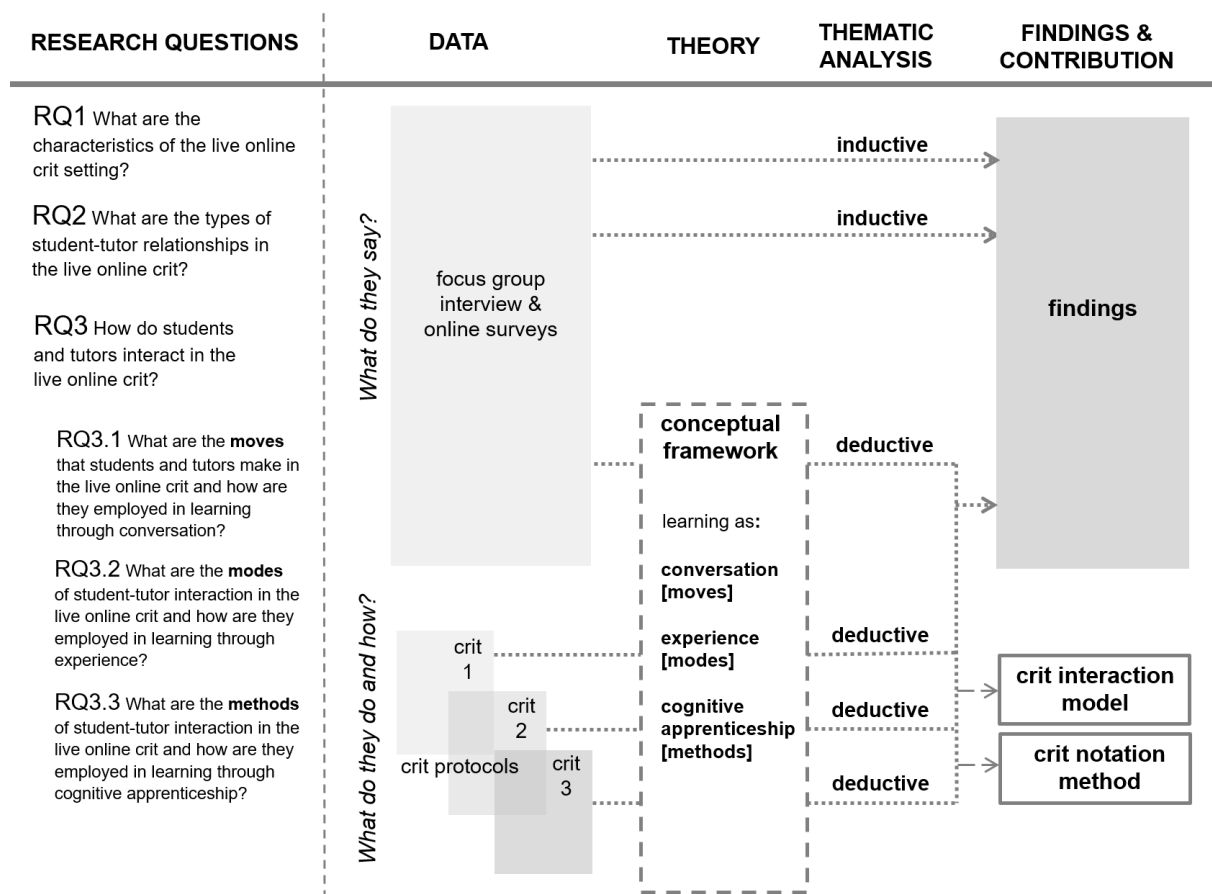 RESEARCH QUESTIONS
DATA
THEORY
THEMATIC
ANALYSIS
FINDINGS &
CONTRIBUTION
RQ1 What are the
characteristics of the live online
crit setting?
RQ2 What are the types of
student-tutor relationships in
the live online crit?
RQ3 How do students
and tutors interact in the
live online crit?
RQ3.1 What are the moves
that students and tutors make in
the live online crit and how are
they employed in learning
through conversation?
RQ3.2 What are the modes
of student-tutor interaction in the
live online crit and how are they
employed in learning through
experience?
RQ3.3 What are the methods
of student-tutor interaction in the
live online crit and how are they
employed in learning through
cognitive apprenticeship?
What do they say?
What do they do and how?
focus group
interview &
online surveys
crit
1
crit
2
crit protocols
crit
3
conceptual
framework
learning as:
conversation
[moves]
experience
[modes]
cognitive
apprenticeship
[methods]
inductive
inductive
deductive
deductive
deductive
deductive
findings
crit interaction
model
crit notation
method